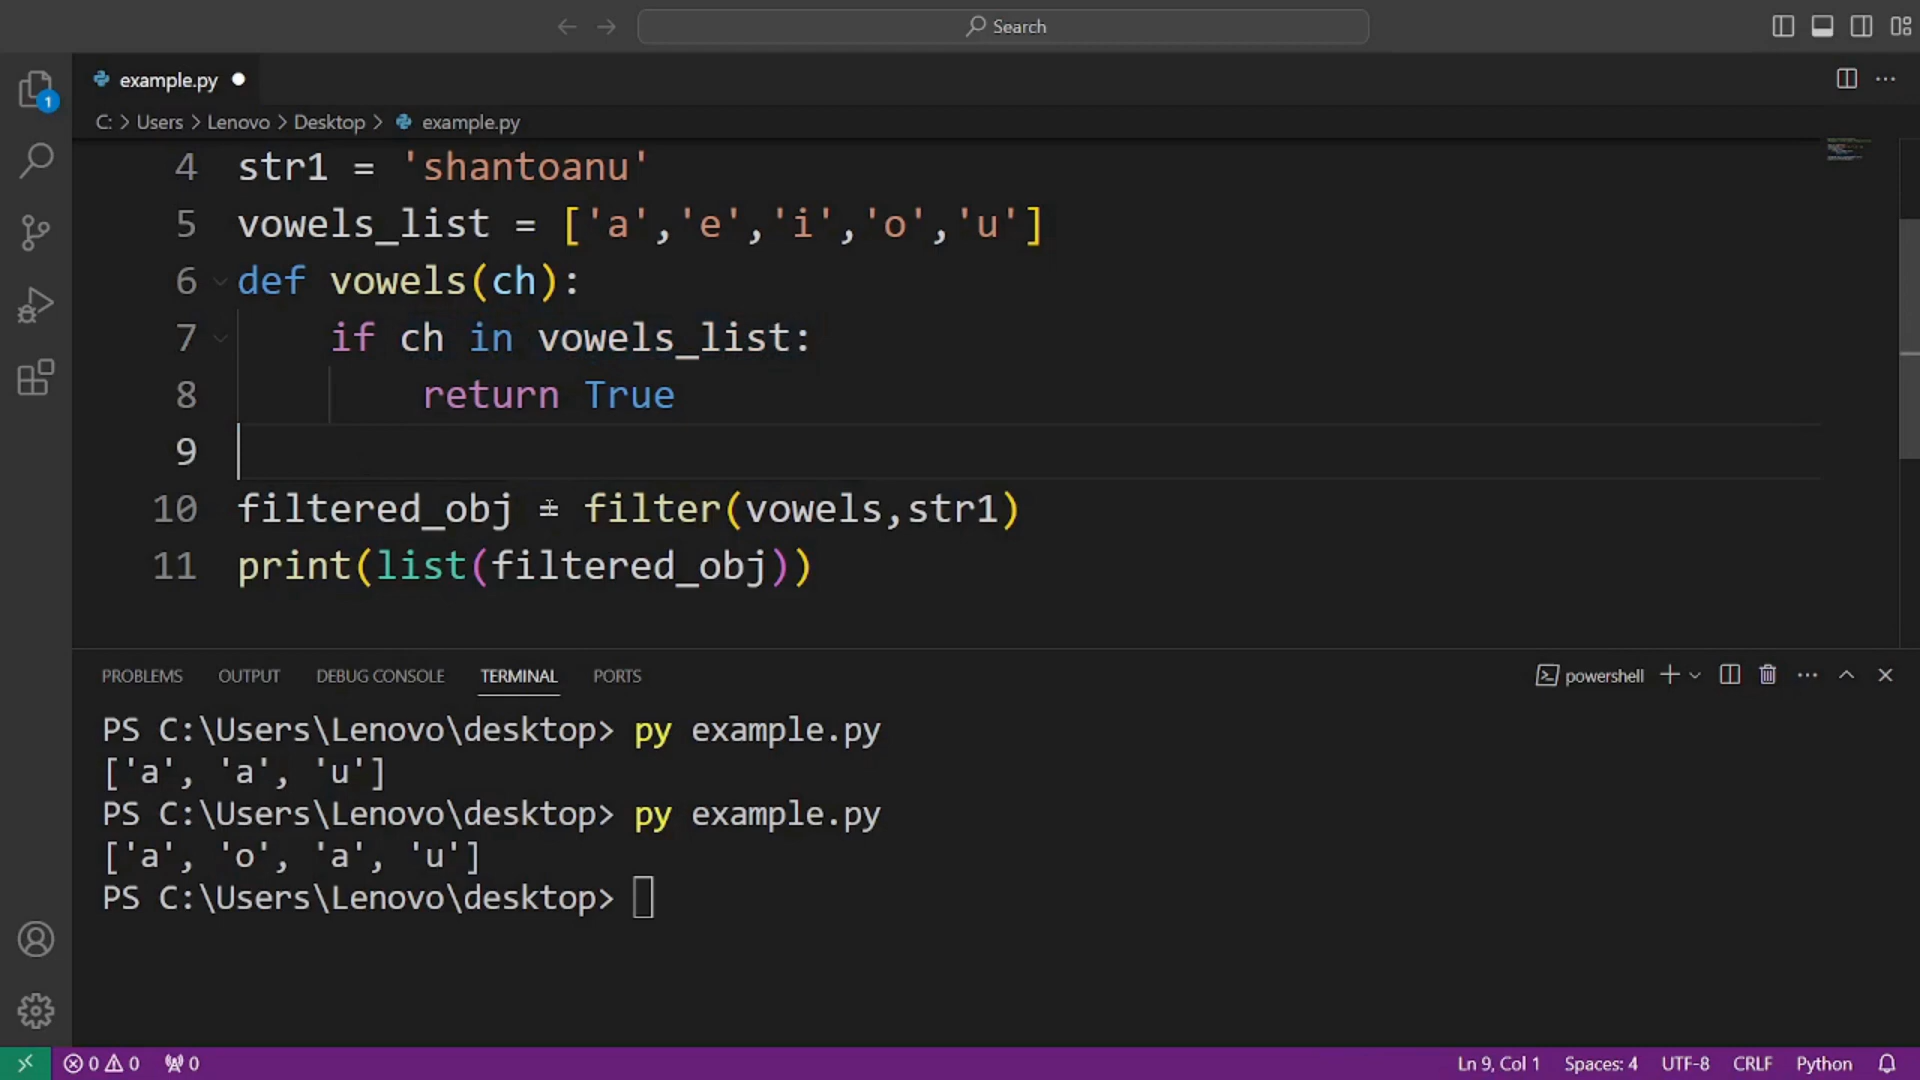 Search
example.py
C: > Users > Lenovo > Desktop > example.py
1
4 str1 = 'shantoanu'
5 vowels_list = ['a','e','i','o','u']
6 def vowels(ch):
7     if ch in vowels_list:
8         return True
9
10 filtered_obj = filter(vowels,str1)
11 print(list(filtered_obj))
PROBLEMS OUTPUT DEBUG CONSOLE TERMINAL PORTS powershell
PS C:\Users\Lenovo\desktop> py example.py
['a', 'a', 'u']
PS C:\Users\Lenovo\desktop> py example.py
['a', 'o', 'a', 'u']
PS C:\Users\Lenovo\desktop>
0 0 0 Ln 9, Col 1 Spaces: 4 UTF-8 CRLF Python